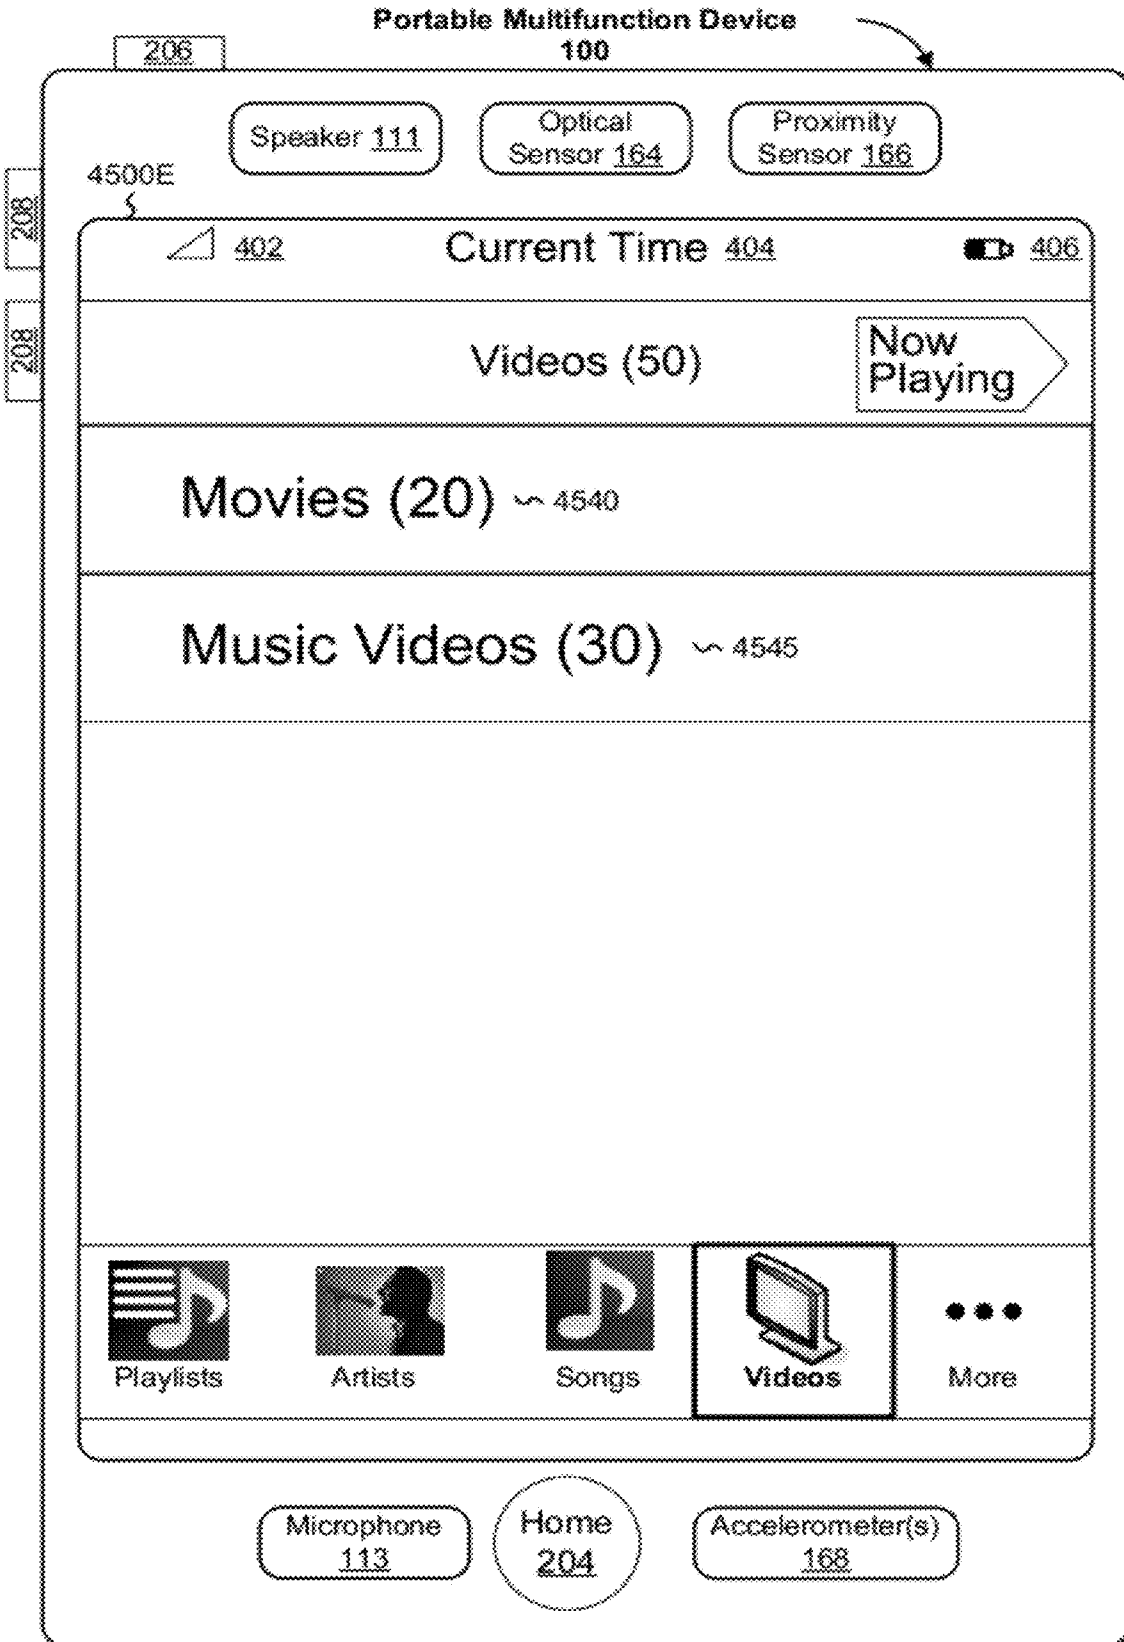 Portable Multifunction Device
100
206
Speaker 111
Optical
Sensor 164
Proximity
Sensor 166
4500E
208
208
402
Current Time 404
406
Videos (50)
Now
Playing
Movies (20) 4540
Music Videos (30) 4545
Playlists
Artists
Songs
Videos
More
Microphone
113
Home
204
Accelerometer(s)
168